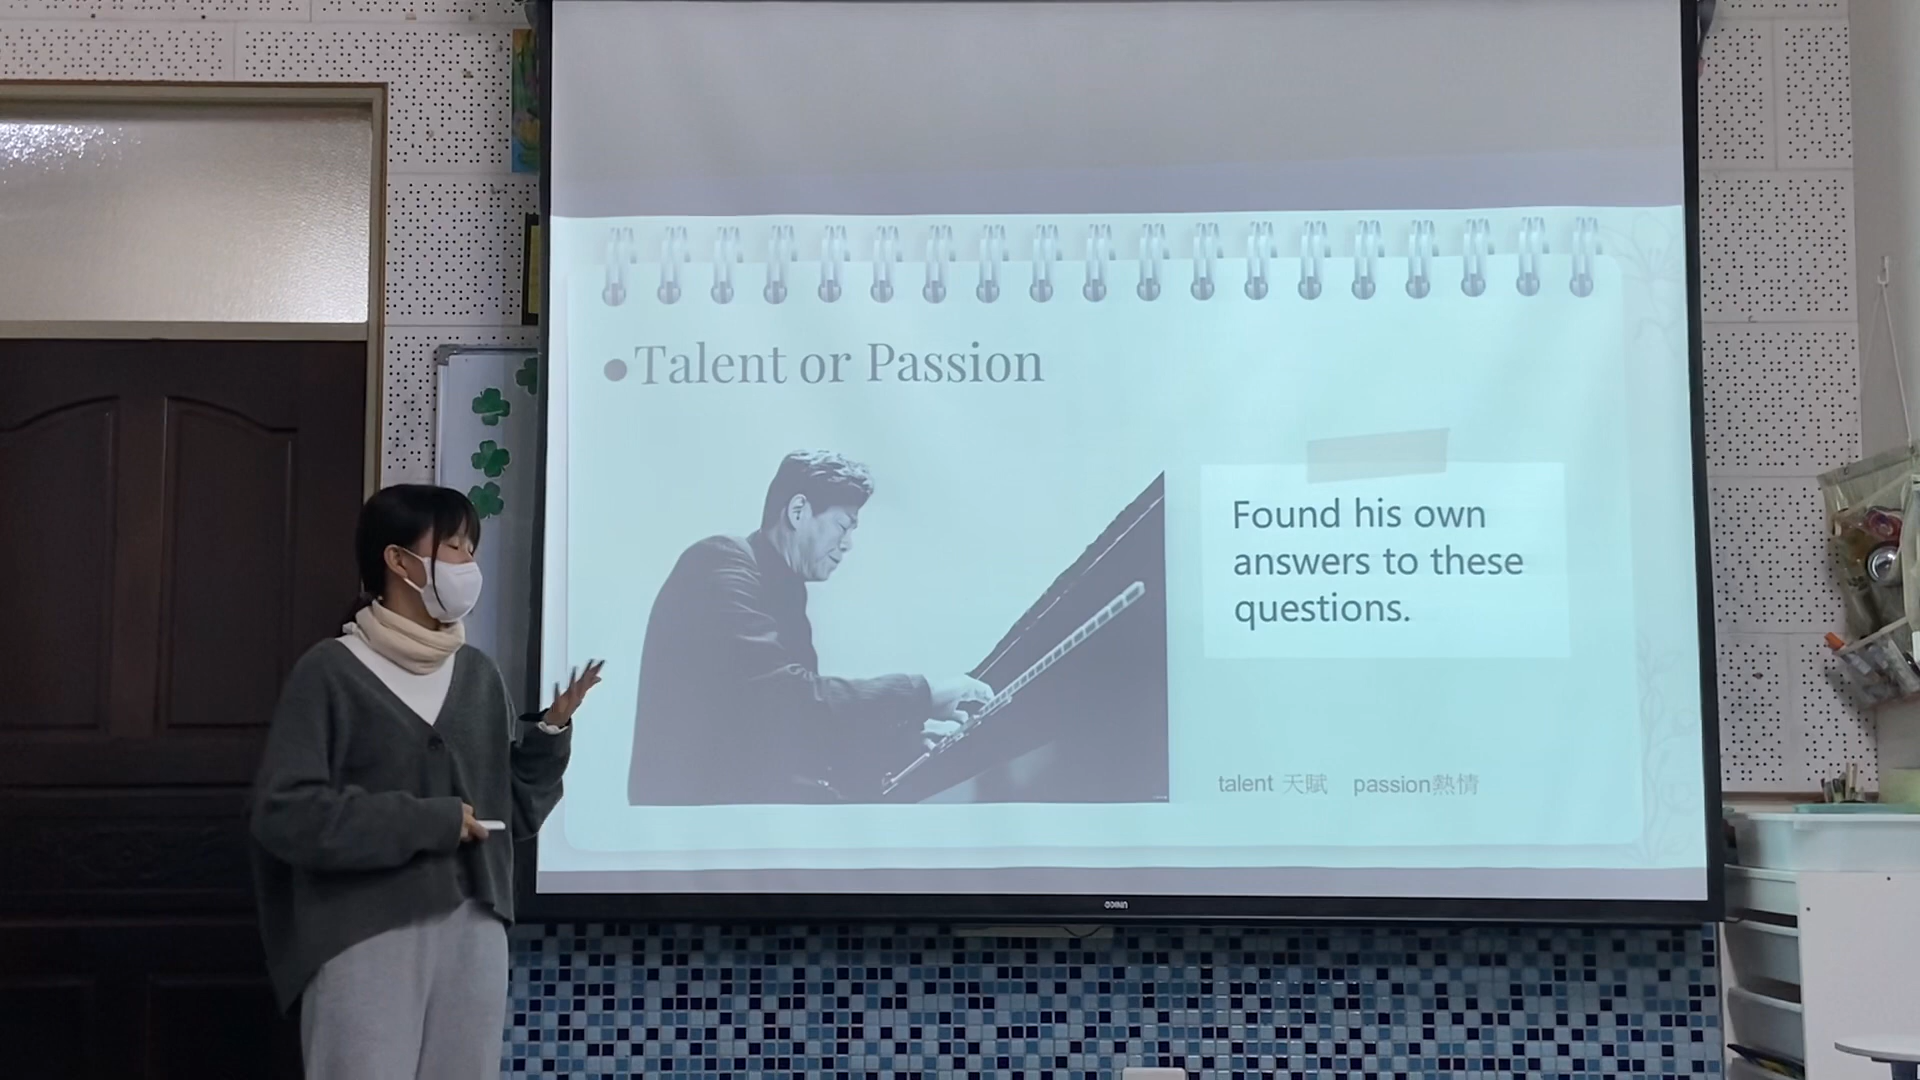 ●Talent or Passion
Found his own
answers to these
questions.
talent 天賦 passion熱情